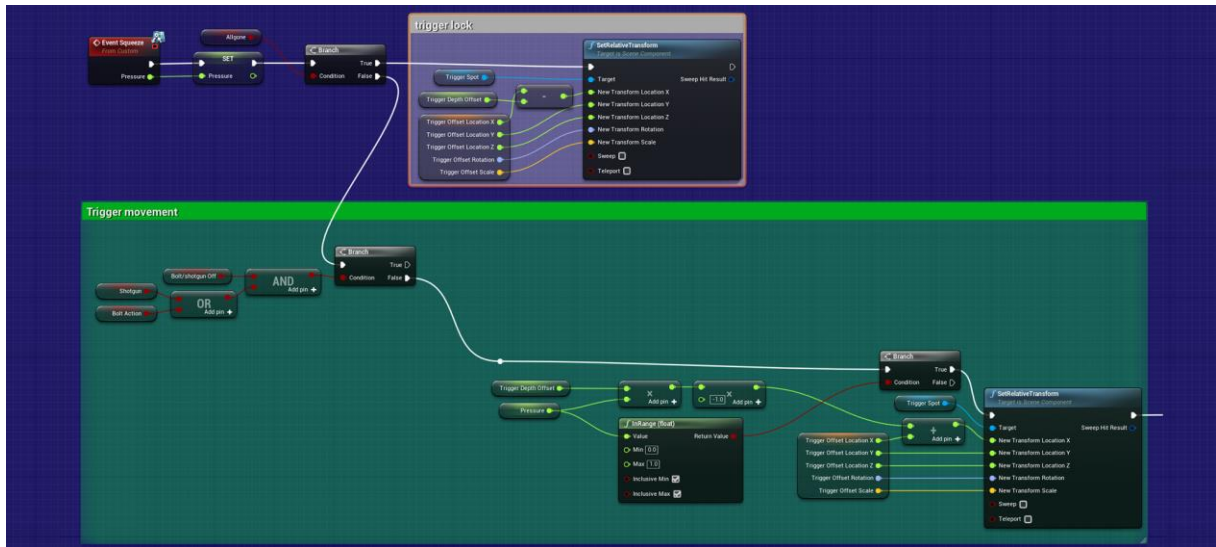 trigger lock
Event Squeeze
From Custom
Pressure
SET
Pressure
Allgone
Branch
True
Condition
False
Trigger Spot
Trigger Depth Offset
-
Trigger Offset Location X
Trigger Offset Location Y
Trigger Offset Location Z
Trigger Offset Rotation
Trigger Offset Scale
SetRelativeTransform
Target is Scene Component
Target
Sweep Hit Result
New Transform Location X
New Transform Location Y
New Transform Location Z
New Transform Rotation
New Transform Scale
Sweep
Teleport
Trigger movement
Shotgun
Bolt Action
OR
Add pin +
Bolt/shotgun Off
AND
Add pin +
Branch
True
Condition
False
Trigger Depth Offset
Pressure
X
Add pin +
-1.0
X
Add pin +
InRange (float)
Value
Return Value
Min 0.0
Max 1.0
Inclusive Min
Inclusive Max
Branch
True
Condition
False
Trigger Spot
+
Add pin +
Trigger Offset Location X
Trigger Offset Location Y
Trigger Offset Location Z
Trigger Offset Rotation
Trigger Offset Scale
SetRelativeTransform
Target is Scene Component
Target
Sweep Hit Result
New Transform Location X
New Transform Location Y
New Transform Location Z
New Transform Rotation
New Transform Scale
Sweep
Teleport